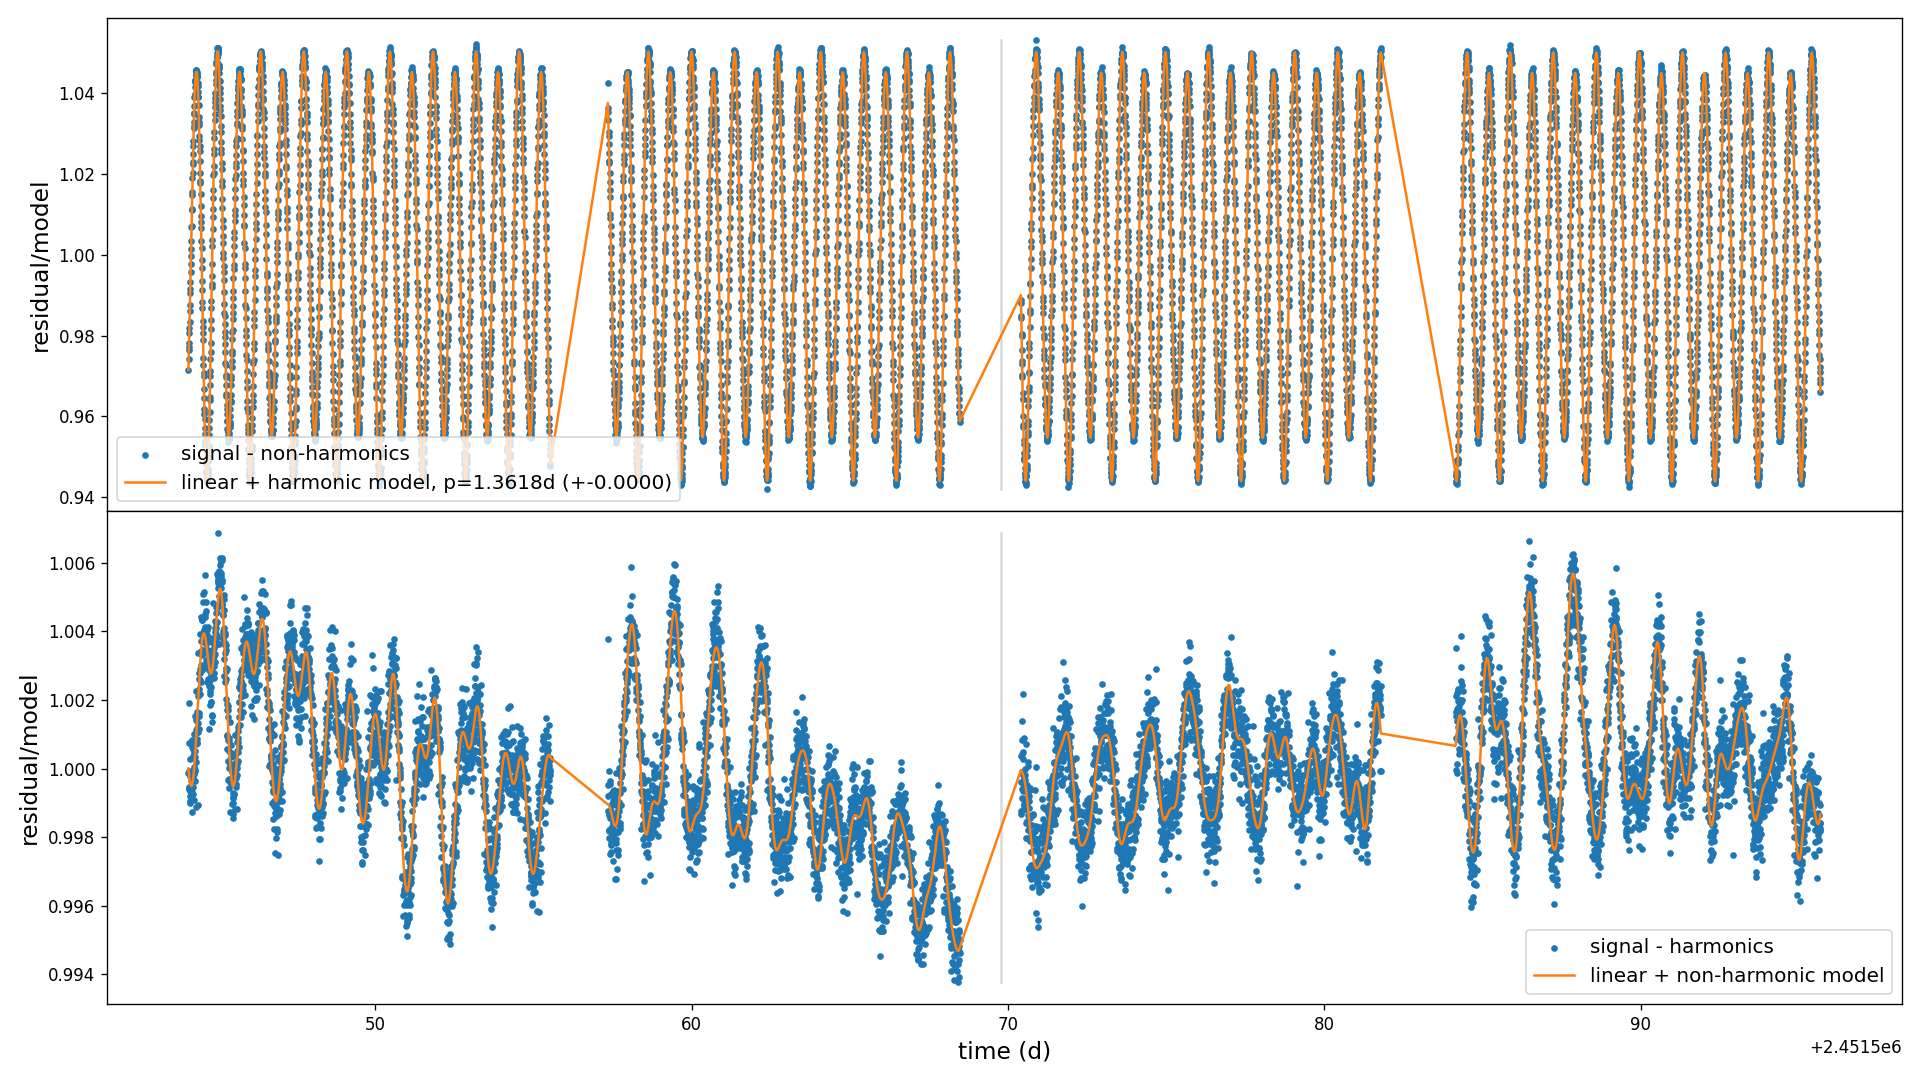 residual/model
1.04
1.02
1.00
0.98
0.96
0.94
signal - non-harmonics
linear + harmonic model, p=1.3618d (+-0.0000)
residual/model
1.006
1.004
1.002
1.000
0.998
0.996
0.994
signal - harmonics
linear + non-harmonic model
50
60
70
80
90
time (d)
+2.4515e6